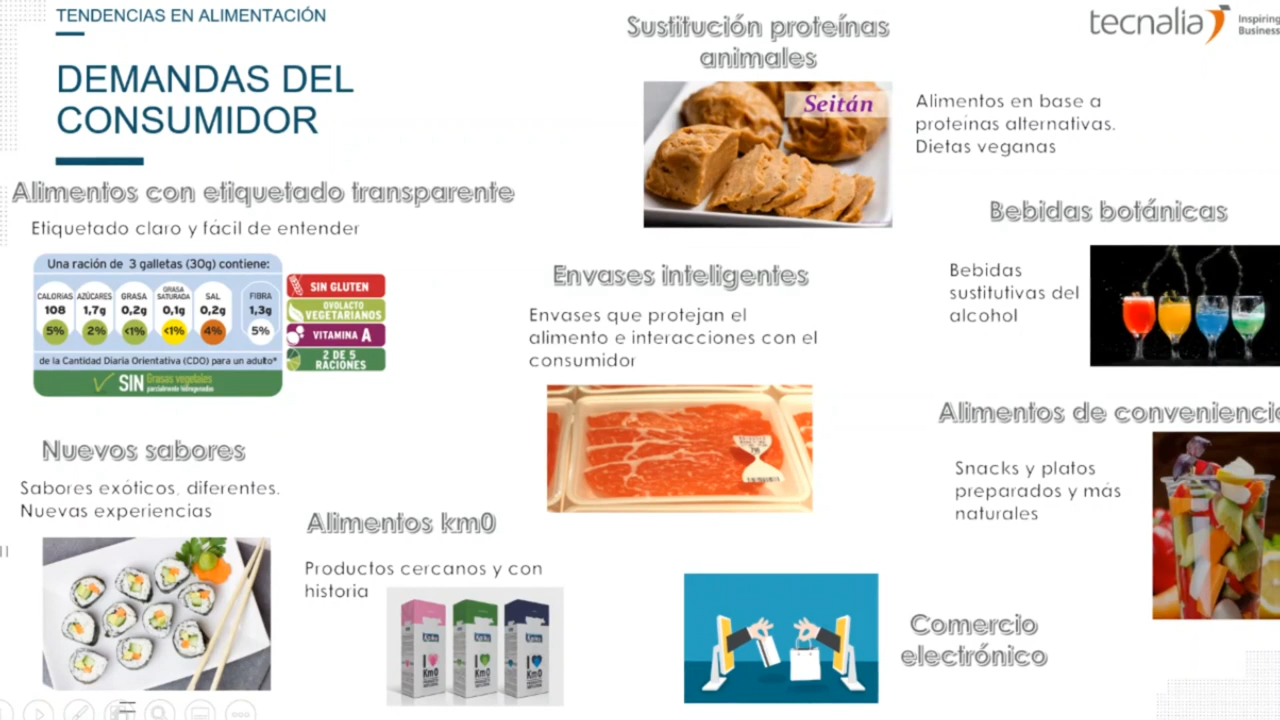 TENDENCIAS EN ALIMENTACIÓN
DEMANDAS DEL
CONSUMIDOR
tecnalia
Inspiring
Business
Sustitución proteínas
animales
Seitán
Alimentos en base a
proteínas alternativas.
Dietas veganas
Alimentos con etiquetado transparente
Etiquetado claro y fácil de entender
Una ración de 3 galletas (30g) contiene:
CALORÍAS AZÚCARES GRASA GRASA SATURADA SAL FIBRA
108 1,7g 0,2g 0,1g 0,2g 1,3g
5% 2% <1% <1% 4% 5%
de la Cantidad Diaria Orientativa (CDO) para un adulto*
SIN Grasas vegetales
parcialmente hidrogenadas
SIN GLUTEN
OVOLACTO
VEGETARIANOS
VITAMINA A
2 DE 5
RACIONES
Bebidas botánicas
Bebidas
sustitutivas del
alcohol
Envases inteligentes
Envases que protejan el
alimento e interacciones con el
consumidor
Alimentos de conveniencia
Snacks y platos
preparados y más
naturales
Nuevos sabores
Sabores exóticos, diferentes.
Nuevas experiencias
Alimentos km0
Productos cercanos y con
historia
I
Km0
I
Km0
I
Km0
Comercio
electrónico